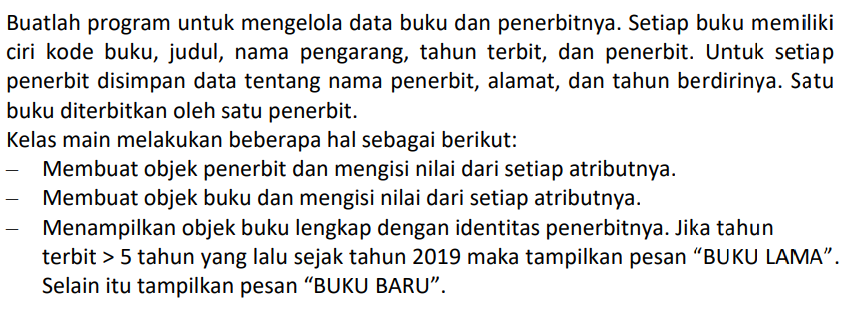 Buatlah program untuk mengelola data buku dan penerbitnya. Setiap buku memiliki
ciri kode buku, judul, nama pengarang, tahun terbit, dan penerbit. Untuk setiap
penerbit disimpan data tentang nama penerbit, alamat, dan tahun berdirinya. Satu
buku diterbitkan oleh satu penerbit.
Kelas main melakukan beberapa hal sebagai berikut:
– Membuat objek penerbit dan mengisi nilai dari setiap atributnya.
– Membuat objek buku dan mengisi nilai dari setiap atributnya.
– Menampilkan objek buku lengkap dengan identitas penerbitnya. Jika tahun
terbit > 5 tahun yang lalu sejak tahun 2019 maka tampilkan pesan “BUKU LAMA”.
Selain itu tampilkan pesan “BUKU BARU”.